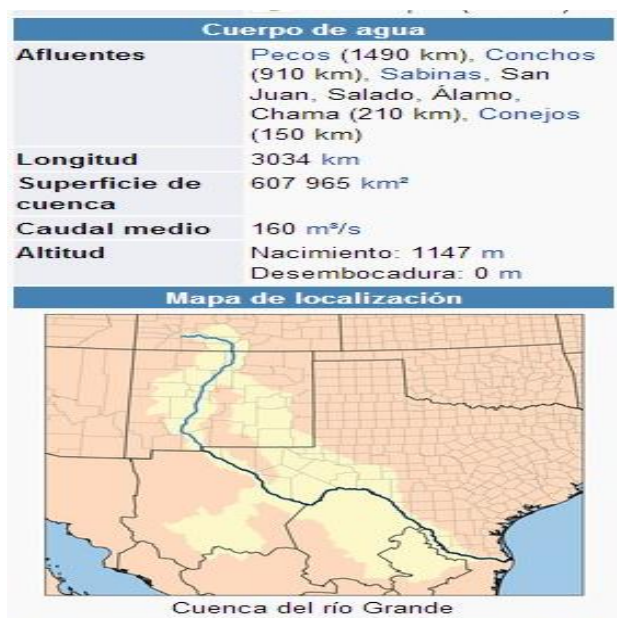 Cuerpo de agua
Afluentes
Pecos (1490 km), Conchos
(910 km), Sabinas, San
Juan, Salado, Álamo,
Chama (210 km), Conejos
(150 km)
Longitud
3034 km
Superficie de
cuenca
607 965 km²
Caudal medio
160 m³/s
Altitud
Nacimiento: 1147 m
Desembocadura: 0 m
Mapa de localización
Cuenca del río Grande